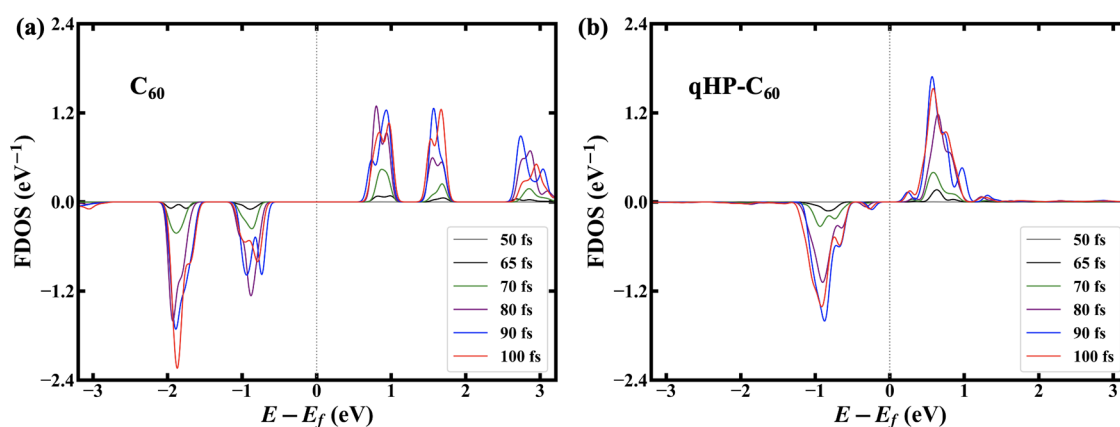 (a)
C₆₀
FDOS (eV⁻¹)
2.4
1.2
0.0
−1.2
−2.4
50 fs
65 fs
70 fs
80 fs
90 fs
100 fs
−3 −2 −1 0 1 2 3
E − E_f (eV)
(b)
qHP-C₆₀
FDOS (eV⁻¹)
2.4
1.2
0.0
−1.2
−2.4
50 fs
65 fs
70 fs
80 fs
90 fs
100 fs
−3 −2 −1 0 1 2 3
E − E_f (eV)